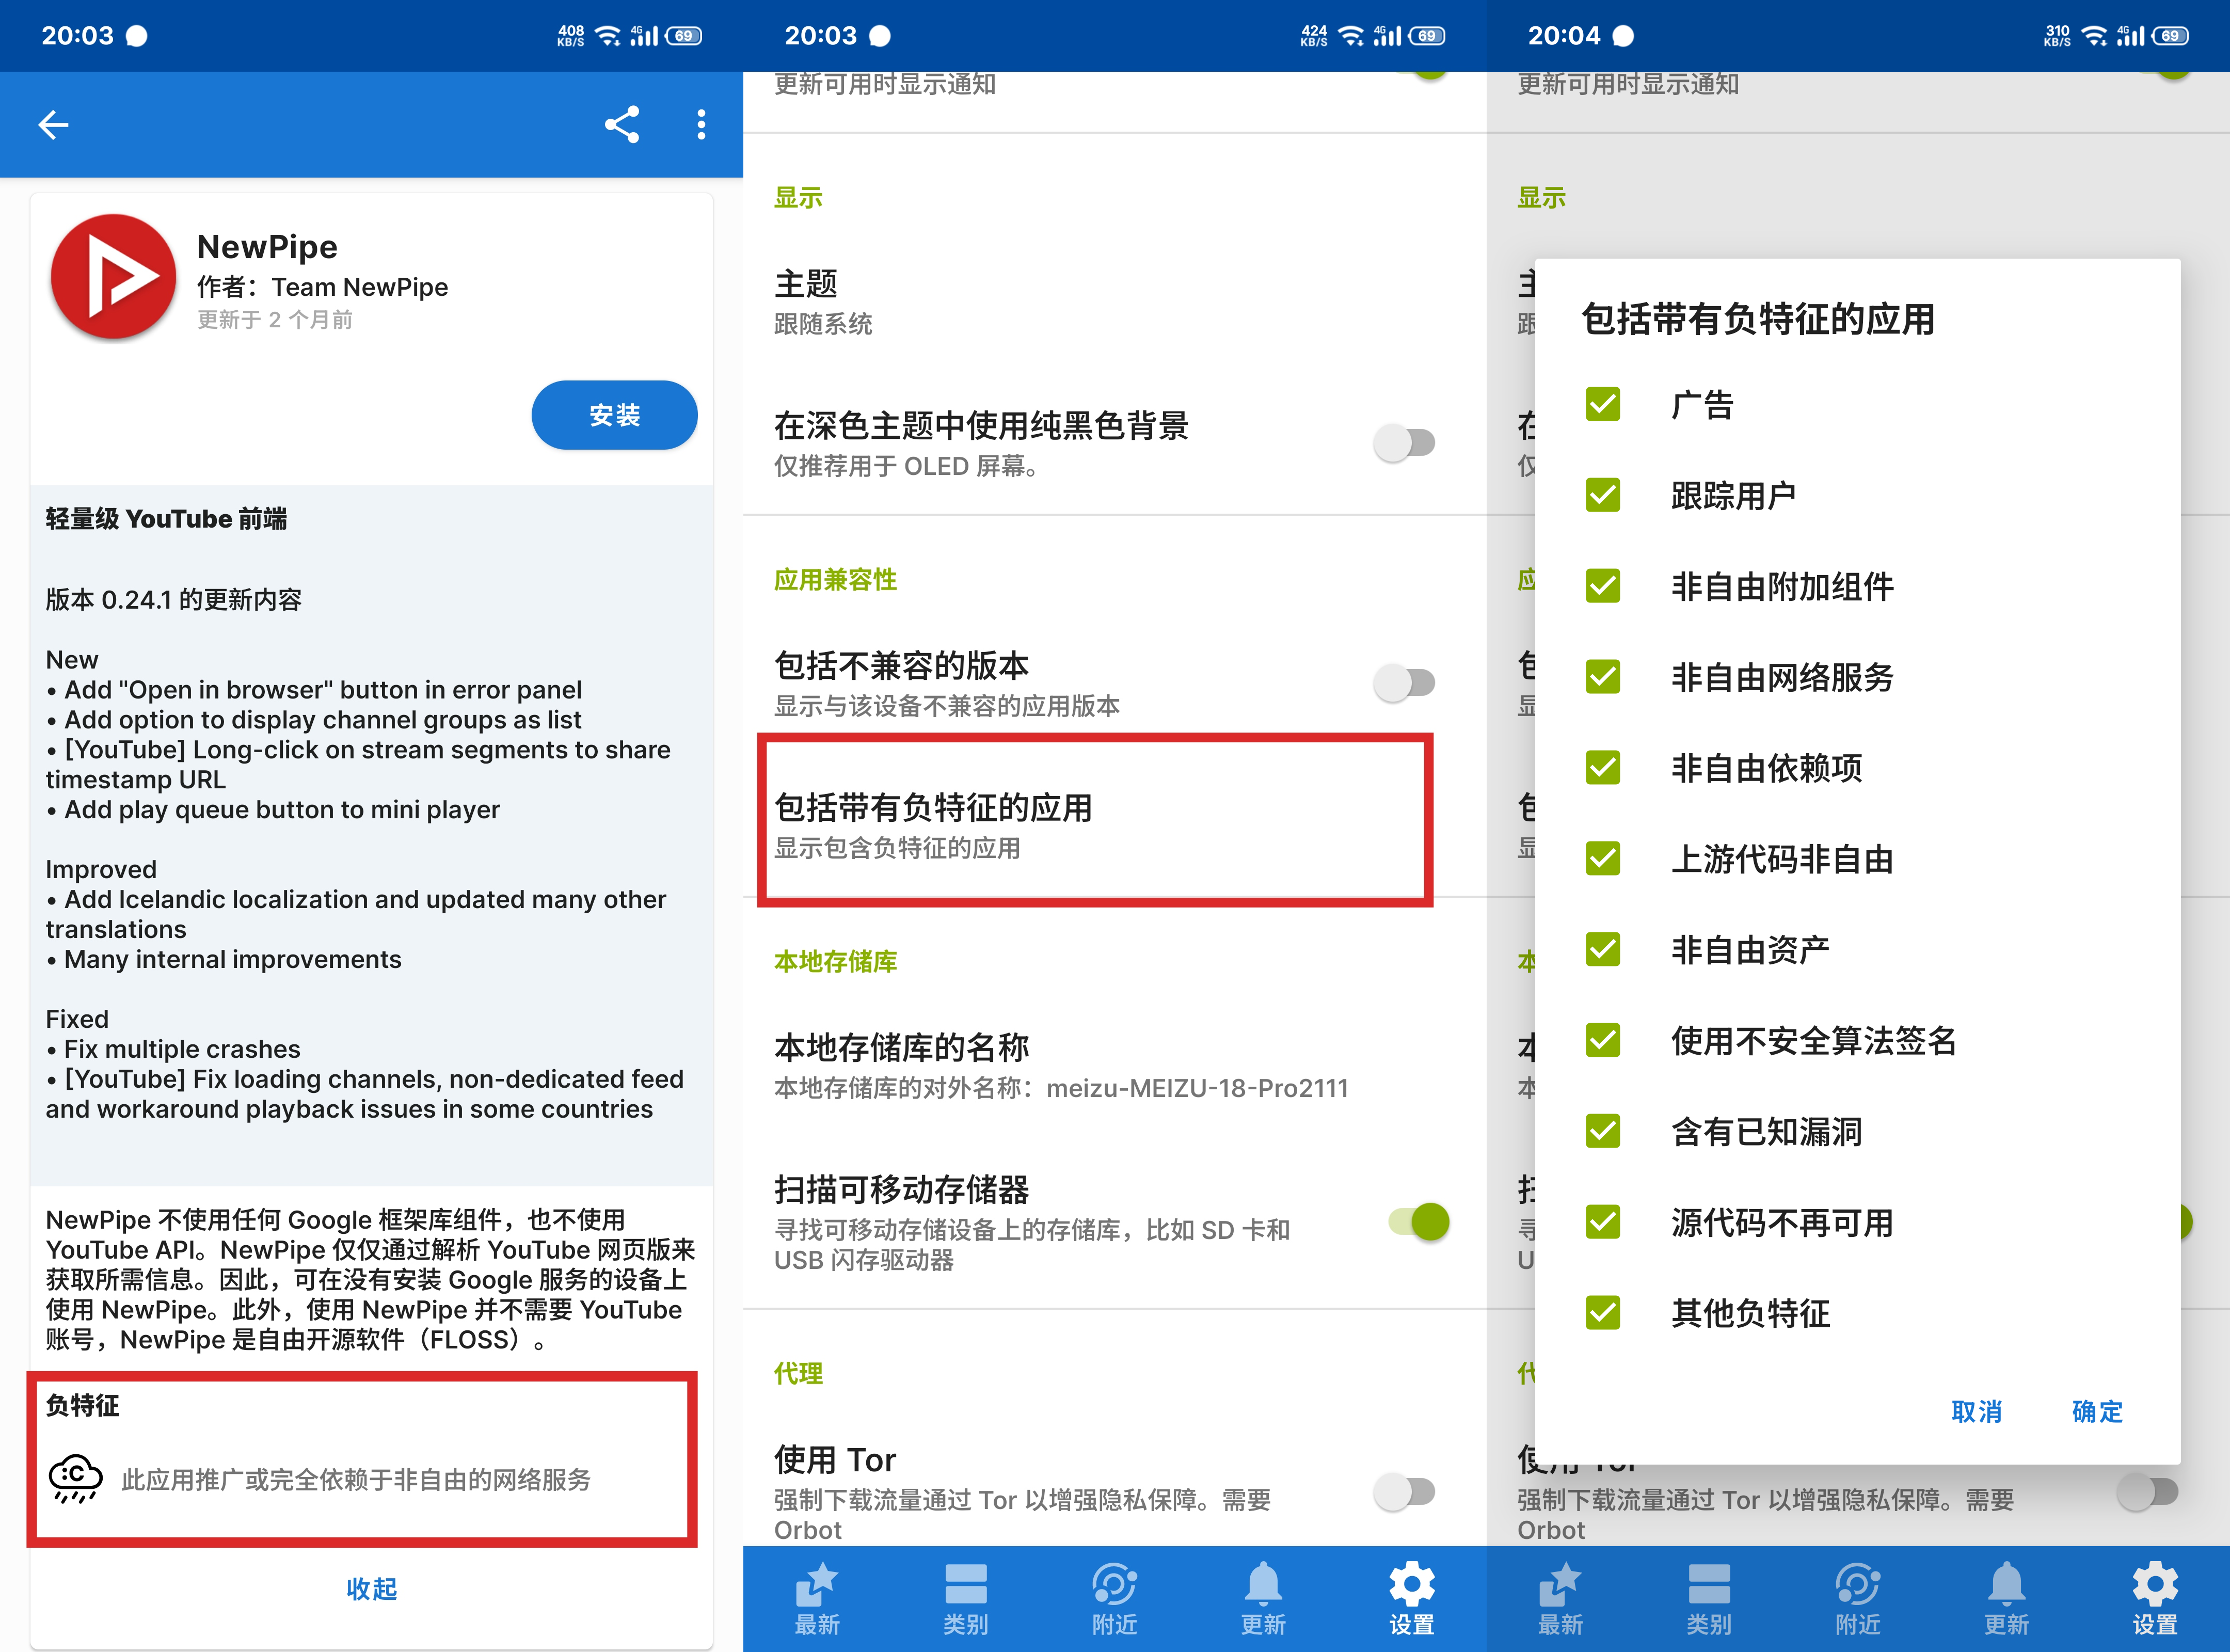 20:03
408
KB/S
4G
69
NewPipe
作者：Team NewPipe
更新于 2 个月前
安装
轻量级 YouTube 前端
版本 0.24.1 的更新内容
New
• Add "Open in browser" button in error panel
• Add option to display channel groups as list
• [YouTube] Long-click on stream segments to share
timestamp URL
• Add play queue button to mini player
Improved
• Add Icelandic localization and updated many other
translations
• Many internal improvements
Fixed
• Fix multiple crashes
• [YouTube] Fix loading channels, non-dedicated feed
and workaround playback issues in some countries
NewPipe 不使用任何 Google 框架库组件，也不使用
YouTube API。NewPipe 仅仅通过解析 YouTube 网页版来
获取所需信息。因此，可在没有安装 Google 服务的设备上
使用 NewPipe。此外，使用 NewPipe 并不需要 YouTube
账号，NewPipe 是自由开源软件（FLOSS）。
负特征
:C
此应用推广或完全依赖于非自由的网络服务
收起
20:03
424
KB/S
4G
69
更新可用时显示通知
显示
主题
跟随系统
在深色主题中使用纯黑色背景
仅推荐用于 OLED 屏幕。
应用兼容性
包括不兼容的版本
显示与该设备不兼容的应用版本
包括带有负特征的应用
显示包含负特征的应用
本地存储库
本地存储库的名称
本地存储库的对外名称：meizu-MEIZU-18-Pro2111
扫描可移动存储器
寻找可移动存储设备上的存储库，比如 SD 卡和
USB 闪存驱动器
代理
使用 Tor
强制下载流量通过 Tor 以增强隐私保障。需要
Orbot
最新
类别
附近
更新
设置
20:04
310
KB/S
4G
69
更新可用时显示通知
显示
包括带有负特征的应用
广告
跟踪用户
非自由附加组件
非自由网络服务
非自由依赖项
上游代码非自由
非自由资产
使用不安全算法签名
含有已知漏洞
源代码不再可用
其他负特征
取消
确定
使用 Tor
强制下载流量通过 Tor 以增强隐私保障。需要
Orbot
最新
类别
附近
更新
设置